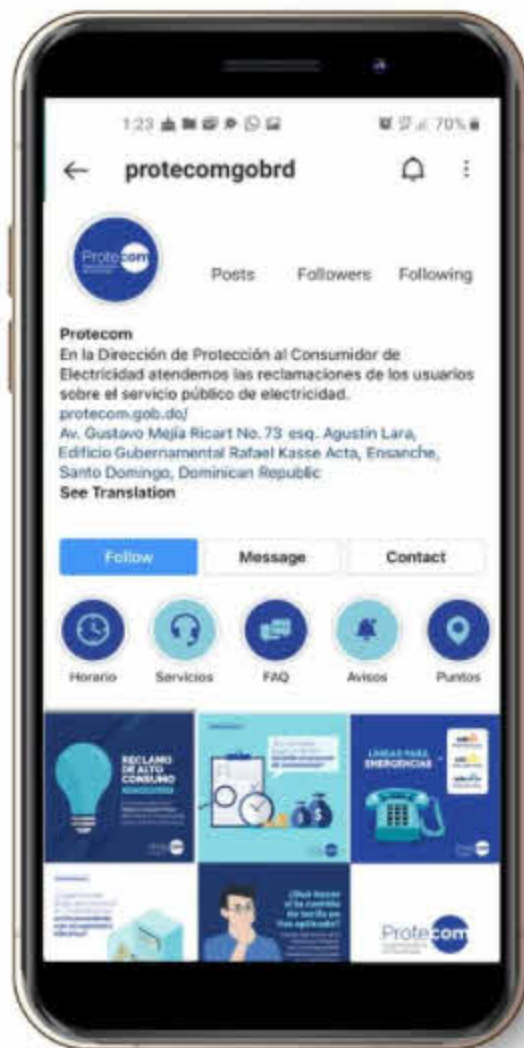 1:23
70%
protecomgobrd
Protecom
Posts Followers Following
Protecom
En la Dirección de Protección al Consumidor de
Electricidad atendemos las reclamaciones de los usuarios
sobre el servicio público de electricidad.
protecom.gob.do/
Av. Gustavo Mejía Ricart No. 73 esq. Agustín Lara,
Edificio Gubernamental Rafael Kasse Acta, Ensanche,
Santo Domingo, Dominican Republic
See Translation
Follow Message Contact
Horario Servicios FAQ Avisos Puntos
RECLAMO
DE ALTO
CONSUMO
LÍNEAS PARA
EMERGENCIAS
¿Qué hacer
si tu cambio
de tarifa no
fue aplicado?
Protecom